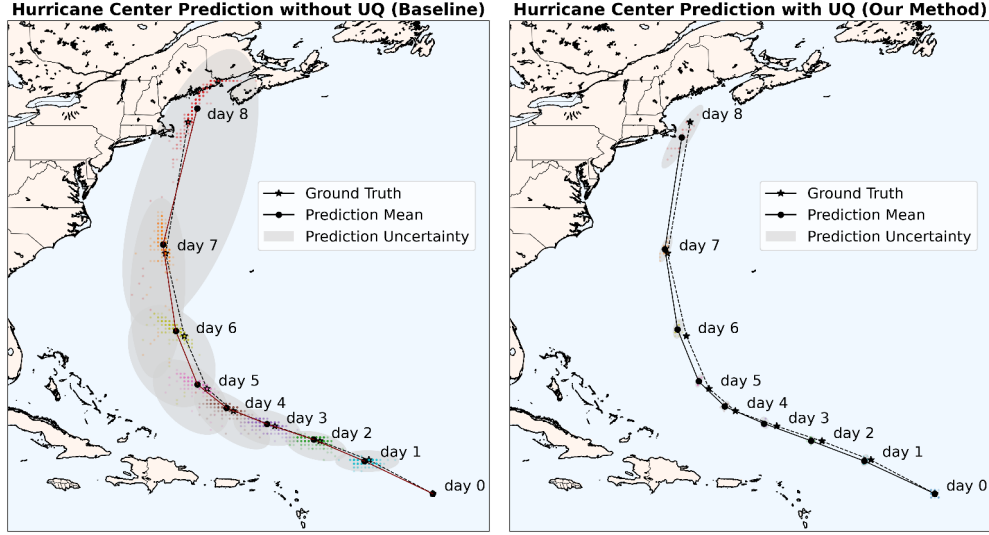 Hurricane Center Prediction without UQ (Baseline)
day 8
Ground Truth
Prediction Mean
Prediction Uncertainty
day 7
day 6
day 5
day 4
day 3
day 2
day 1
day 0
Hurricane Center Prediction with UQ (Our Method)
day 8
Ground Truth
Prediction Mean
Prediction Uncertainty
day 7
day 6
day 5
day 4
day 3
day 2
day 1
day 0